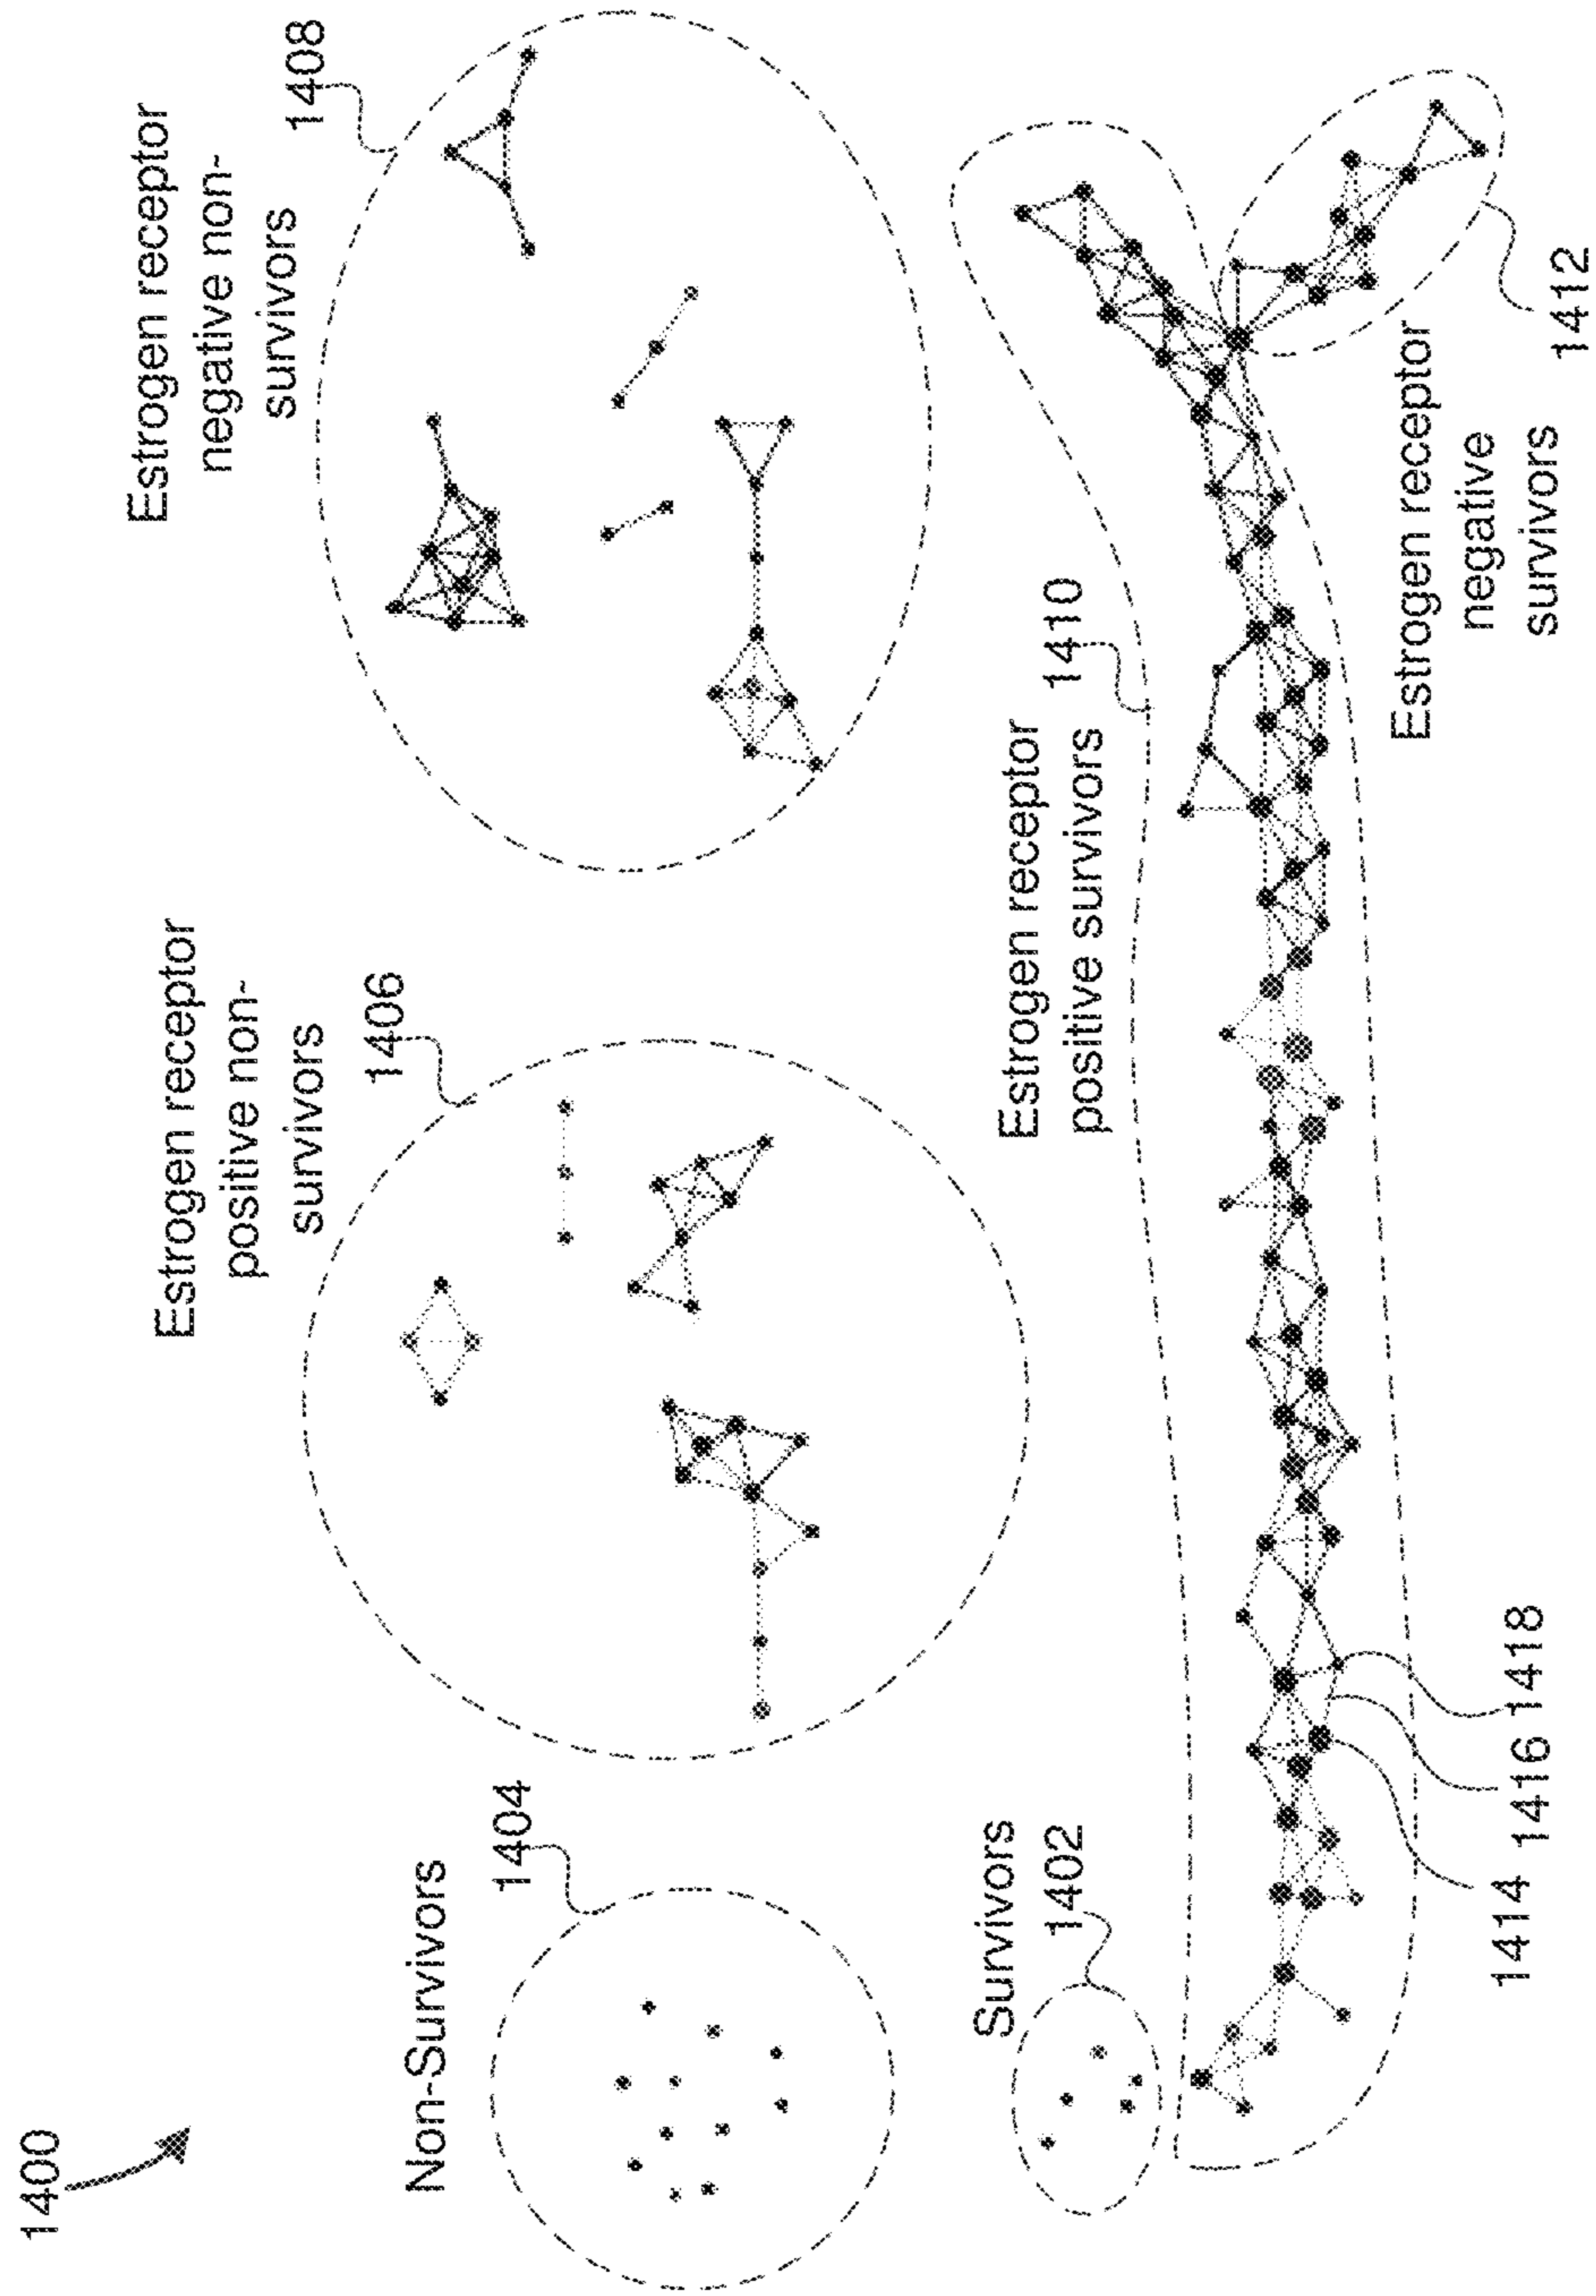 1400
Non-Survivors
1404
Estrogen receptor
positive non-
survivors
1406
Estrogen receptor
negative non-
survivors
1408
Survivors
1402
Estrogen receptor
positive survivors
1410
Estrogen receptor
negative
survivors
1412
1414
1416
1418